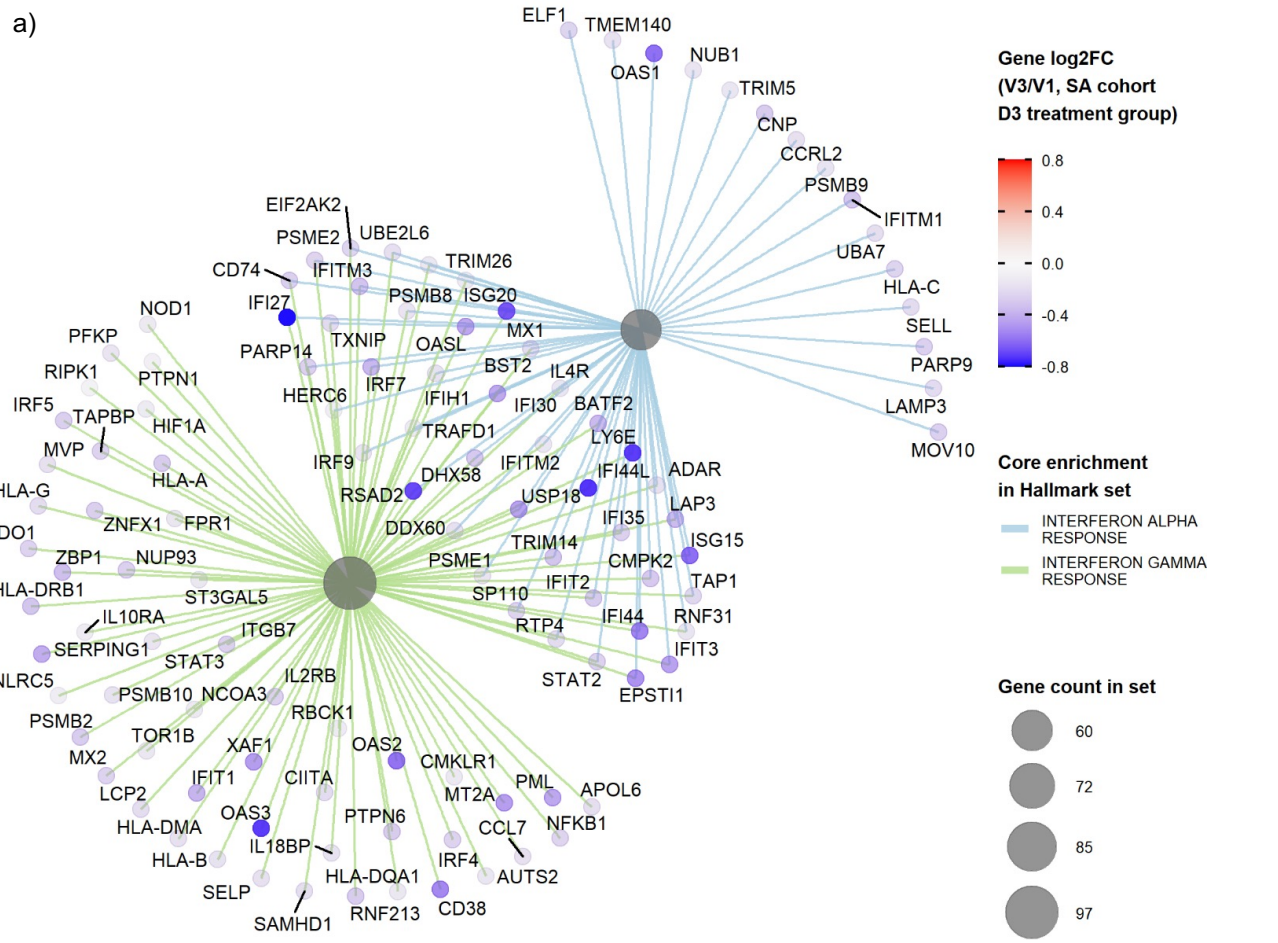 a)
ELF1
TMEM140
OAS1
NUB1
TRIM5
CNP
CCRL2
PSMB9
IFITM1
UBA7
HLA-C
SELL
PARP9
LAMP3
MOV10
EIF2AK2
PSME2
UBE2L6
CD74
IFITM3
TRIM26
IFI27
PSMB8
ISG20
NOD1
TXNIP
OASL
MX1
PFKP
PARP14
BST2
RIPK1
PTPN1
IRF7
IL4R
HERC6
IFIH1
IFI30
BATF2
IRF5
TAPBP
HIF1A
TRAFD1
LY6E
MVP
IRF9
DHX58
IFITM2
IFI44L
ADAR
HLA-A
RSAD2
USP18
LAP3
HLA-G
ZNFX1
FPR1
DDX60
IFI35
DO1
TRIM14
ISG15
ZBP1
NUP93
PSME1
CMPK2
HLA-DRB1
ST3GAL5
SP110
IFIT2
TAP1
IL10RA
ITGB7
RTP4
IFI44
RNF31
SERPING1
STAT3
IFIT3
NLRC5
PSMB10
NCOA3
IL2RB
STAT2
EPSTI1
PSMB2
TOR1B
RBCK1
MX2
XAF1
OAS2
CMKLR1
LCP2
IFIT1
CIITA
MT2A
PML
APOL6
HLA-DMA
OAS3
PTPN6
CCL7
NFKB1
HLA-B
IL18BP
IRF4
SELP
HLA-DQA1
AUTS2
SAMHD1
RNF213
CD38
Gene log2FC
(V3/V1, SA cohort
D3 treatment group)
0.8
0.4
0.0
-0.4
-0.8
Core enrichment
in Hallmark set
INTERFERON ALPHA
RESPONSE
INTERFERON GAMMA
RESPONSE
Gene count in set
60
72
85
97